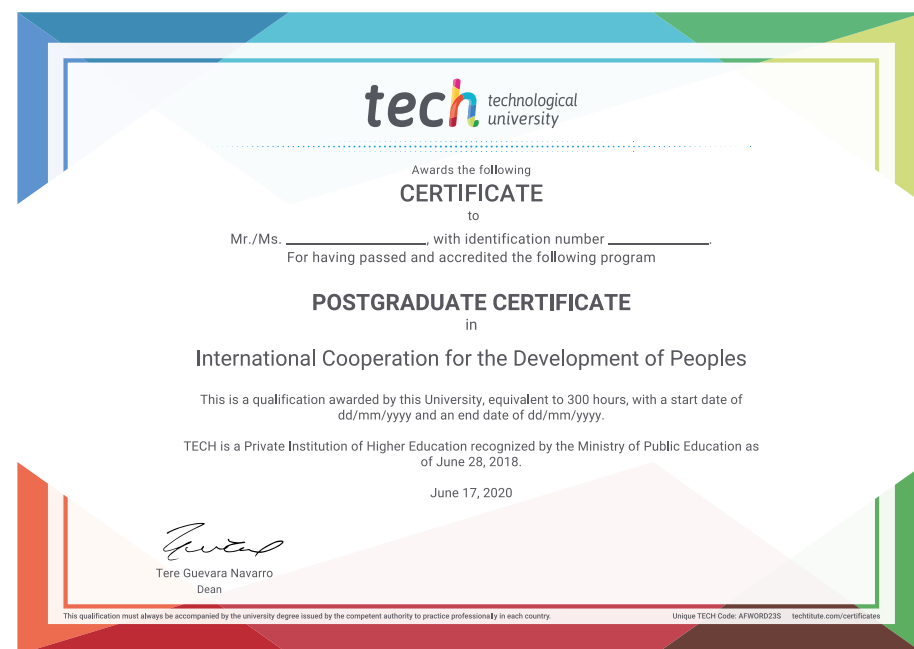 tech technological
university
Awards the following
CERTIFICATE
to
Mr./Ms. ____________, with identification number ____________.
For having passed and accredited the following program
POSTGRADUATE CERTIFICATE
in
International Cooperation for the Development of Peoples
This is a qualification awarded by this University, equivalent to 300 hours, with a start date of
dd/mm/yyyy and an end date of dd/mm/yyyy.
TECH is a Private Institution of Higher Education recognized by the Ministry of Public Education as
of June 28, 2018.
June 17, 2020
Tere Guevara Navarro
Dean
This qualification must always be accompanied by the university degree issued by the competent authority to practice professionally in each country. Unique TECH Code: AFWORD23S techtitute.com/certificates